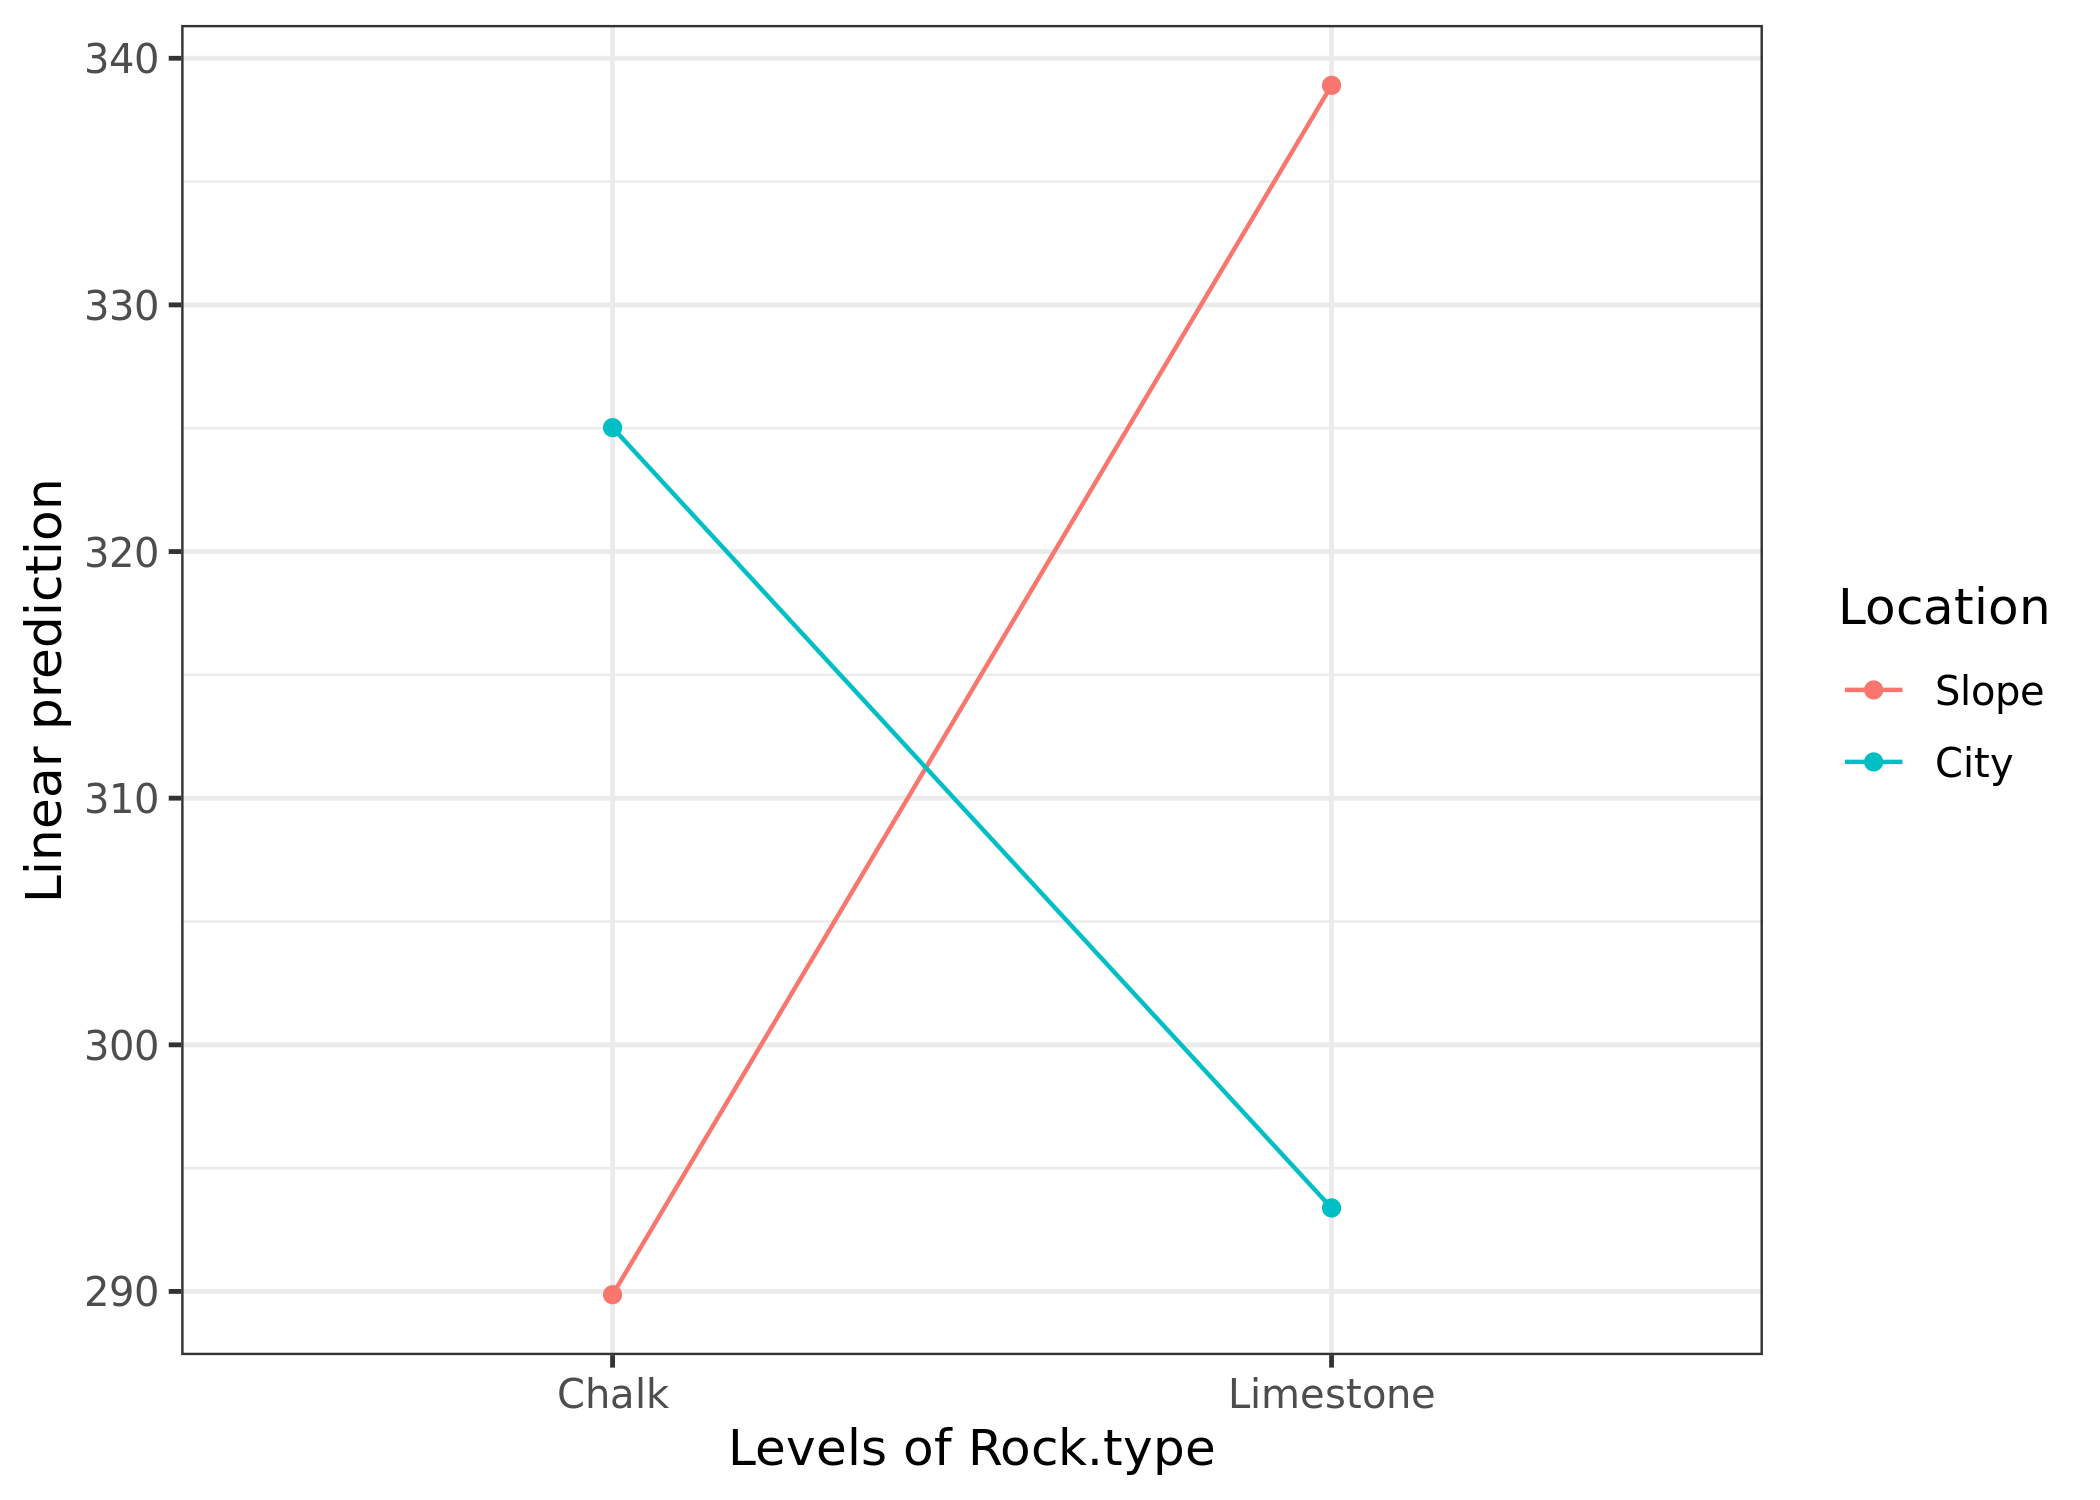 340
330
320
310
300
290
Linear prediction
Chalk
Limestone
Levels of Rock.type
Location
Slope
City